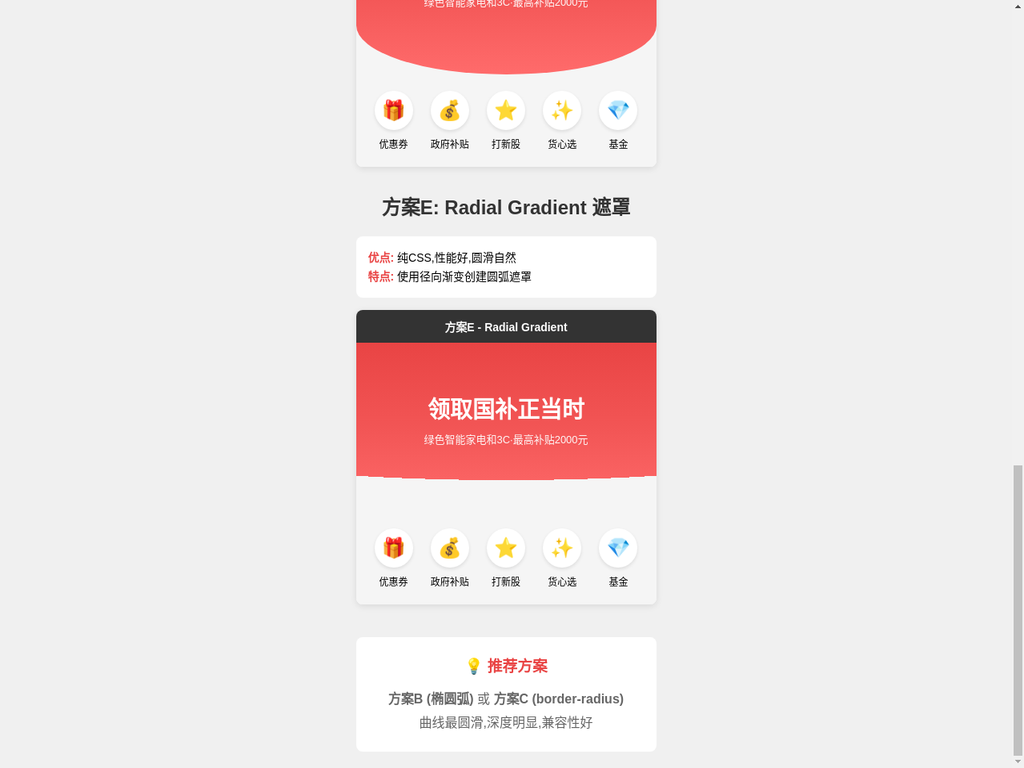 绿色智能家电和3C·最高补贴2000元
优惠券 政府补贴 打新股 货心选 基金
方案E: Radial Gradient 遮罩
优点: 纯CSS,性能好,圆滑自然
特点: 使用径向渐变创建圆弧遮罩
方案E - Radial Gradient
领取国补正当时
绿色智能家电和3C·最高补贴2000元
优惠券 政府补贴 打新股 货心选 基金
💡 推荐方案
方案B (椭圆弧) 或 方案C (border-radius)
曲线最圆滑,深度明显,兼容性好